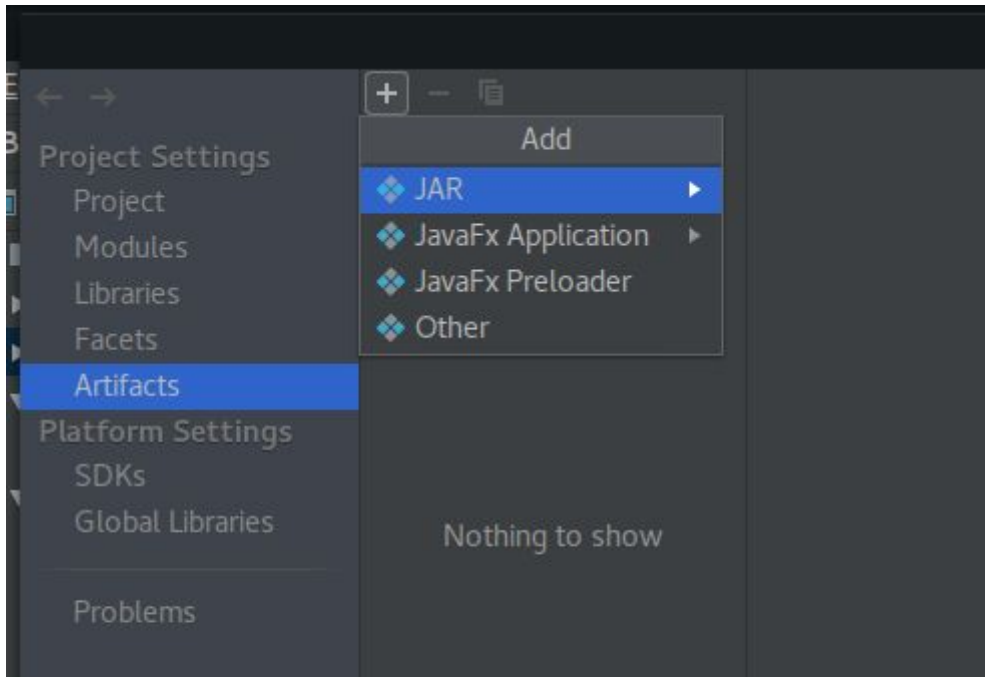 E
B
Project Settings
Project
Modules
Libraries
Facets
Artifacts
Platform Settings
SDKs
Global Libraries
Problems
Add
JAR
JavaFx Application
JavaFx Preloader
Other
Nothing to show